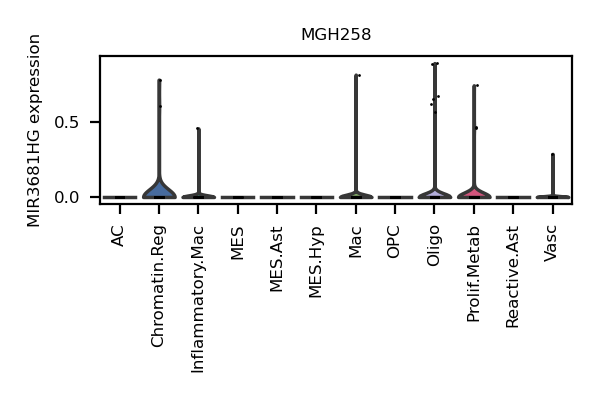 MGH258
MIR3681HG expression
0.5
0.0
AC
Chromatin.Reg
Inflammatory.Mac
MES
MES.Ast
MES.Hyp
Mac
OPC
Oligo
Prolif.Metab
Reactive.Ast
Vasc